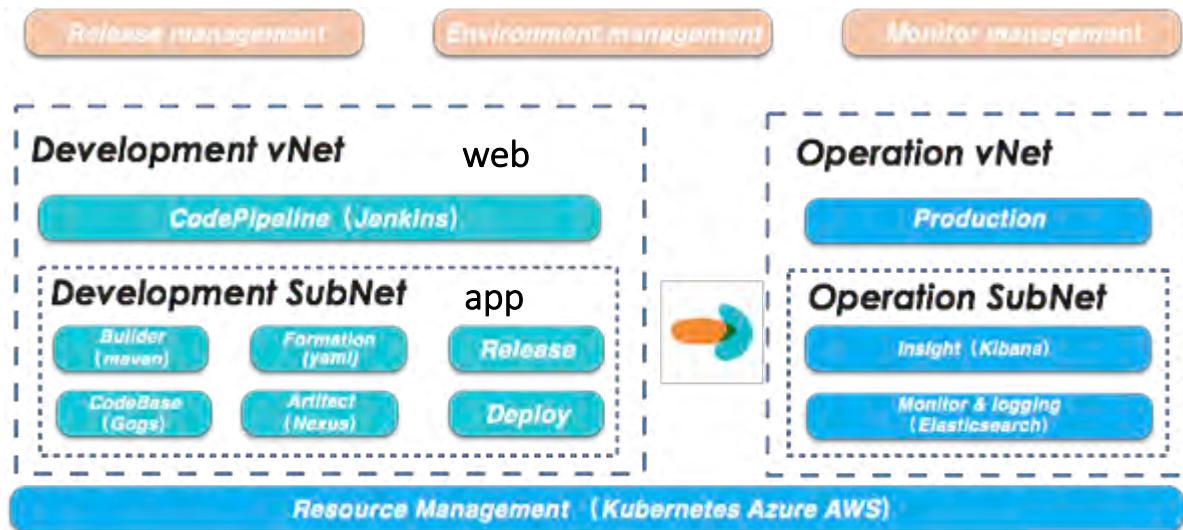 Release management
Environment management
Monitor management
Development vNet
web
CodePipeline (Jenkins)
Development SubNet
app
Builder
(maven)
Formation
(yaml)
Release
CodeBase
(Gogs)
Artifect
(Nexus)
Deploy
Operation vNet
Production
Operation SubNet
Insight (Kibana)
Monitor & logging
(Elasticsearch)
Resource Management (Kubernetes Azure AWS)